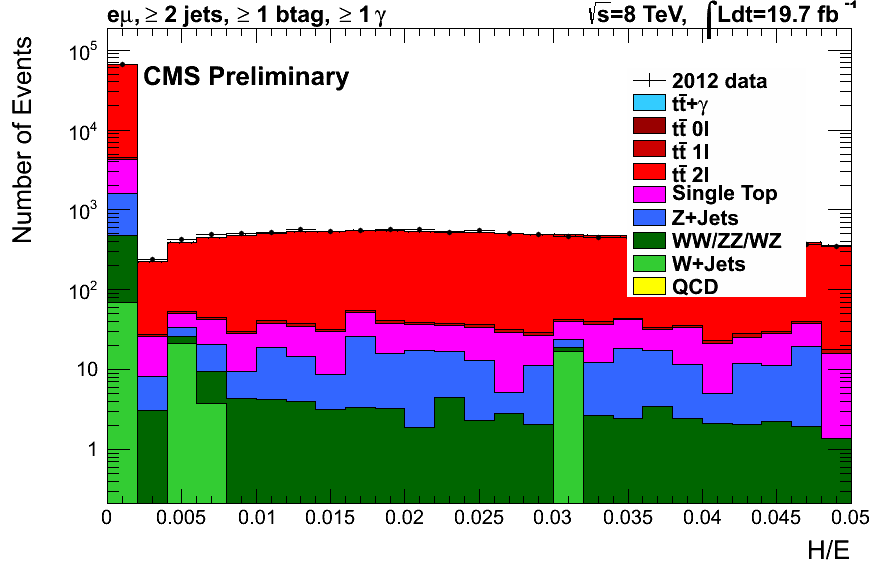 eμ, ≥ 2 jets, ≥ 1 btag, ≥ 1 γ √s=8 TeV, ∫Ldt=19.7 fb⁻¹
CMS Preliminary
Number of Events
10⁵
10⁴
10³
10²
10
1
2012 data
tt̄+γ
tt̄ 0l
tt̄ 1l
tt̄ 2l
Single Top
Z+Jets
WW/ZZ/WZ
W+Jets
QCD
0 0.005 0.01 0.015 0.02 0.025 0.03 0.035 0.04 0.045 0.05
H/E